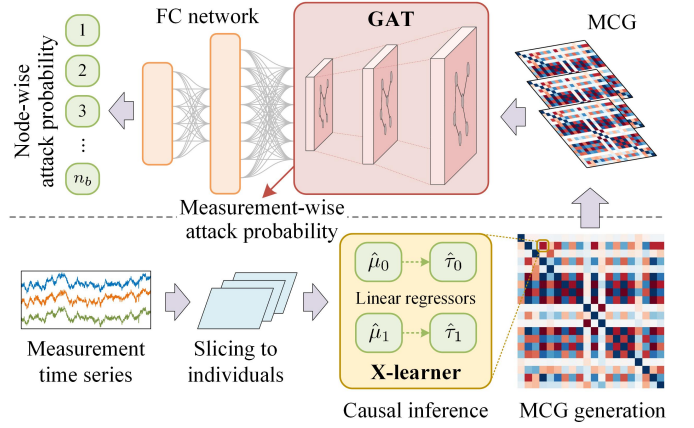 FC network
GAT
MCG
Node-wise
attack probability
1
2
3
...
n_b
Measurement-wise
attack probability
μ̂₀
τ̂₀
Linear regressors
μ̂₁
τ̂₁
X-learner
Measurement
time series
Slicing to
individuals
Causal inference
MCG generation